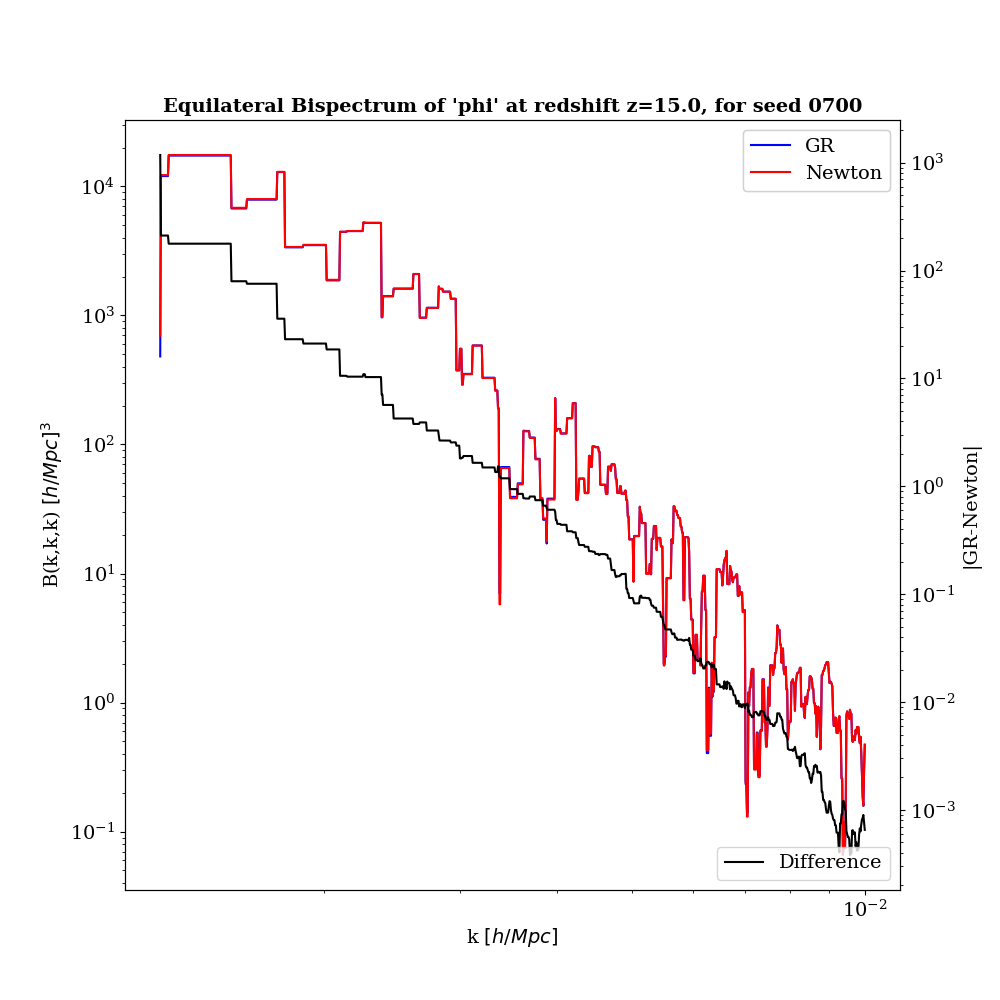 Equilateral Bispectrum of 'phi' at redshift z=15.0, for seed 0700
GR
Newton
10^4
10^3
10^2
10^1
10^0
10^{-1}
B(k,k,k) [h/Mpc]^3
10^3
10^2
10^1
10^0
10^{-1}
10^{-2}
10^{-3}
|GR-Newton|
Difference
10^{-2}
k [h/Mpc]